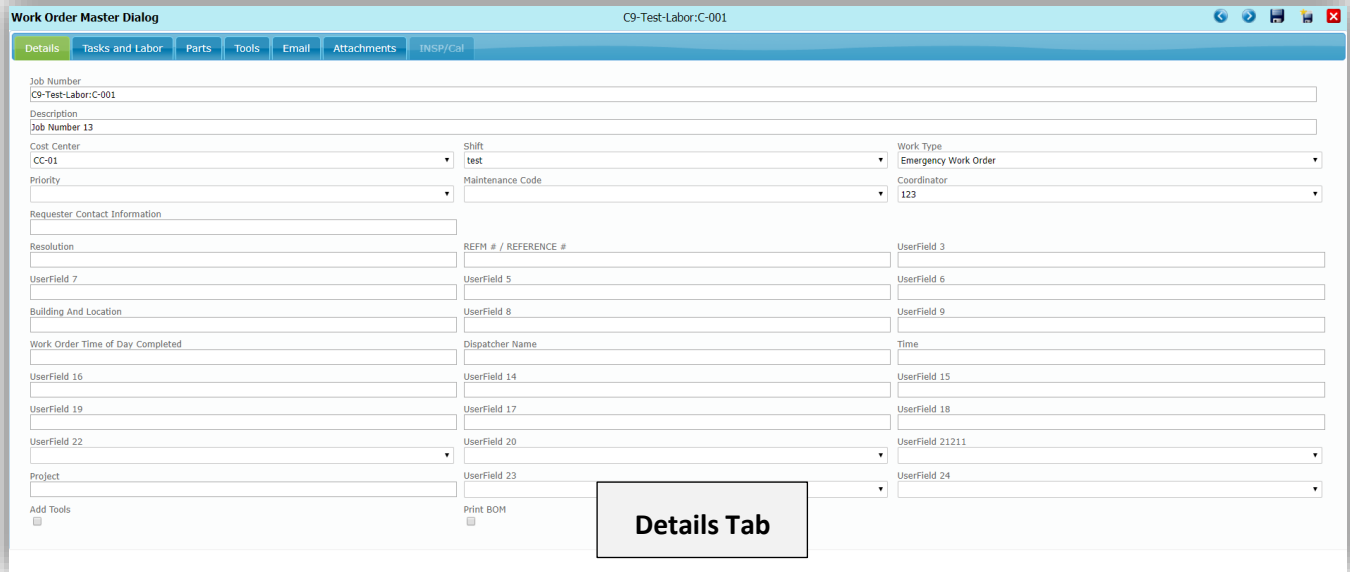 Work Order Master Dialog C9-Test-Labor:C-001
Details Tasks and Labor Parts Tools Email Attachments INSP/Cal
Job Number
C9-Test-Labor:C-001
Description
Job Number 13
Cost Center Shift Work Type
CC-01 test Emergency Work Order
Priority Maintenance Code Coordinator
123
Requester Contact Information
Resolution REFM # / REFERENCE # UserField 3
UserField 7 UserField 5 UserField 6
Building And Location UserField 8 UserField 9
Work Order Time of Day Completed Dispatcher Name Time
UserField 16 UserField 14 UserField 15
UserField 19 UserField 17 UserField 18
UserField 22 UserField 20 UserField 21211
Project UserField 23 UserField 24
Add Tools Print BOM
Details Tab